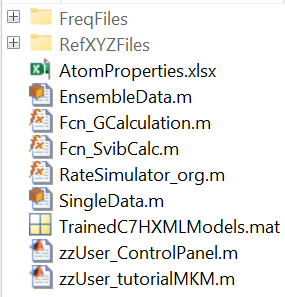 FreqFiles
RefXYZFiles
AtomProperties.xlsx
EnsembleData.m
Fcn_GCalculation.m
Fcn_SvibCalc.m
RateSimulator_org.m
SingleData.m
TrainedC7HXMLModels.mat
zzUser_ControlPanel.m
zzUser_tutorialMKM.m